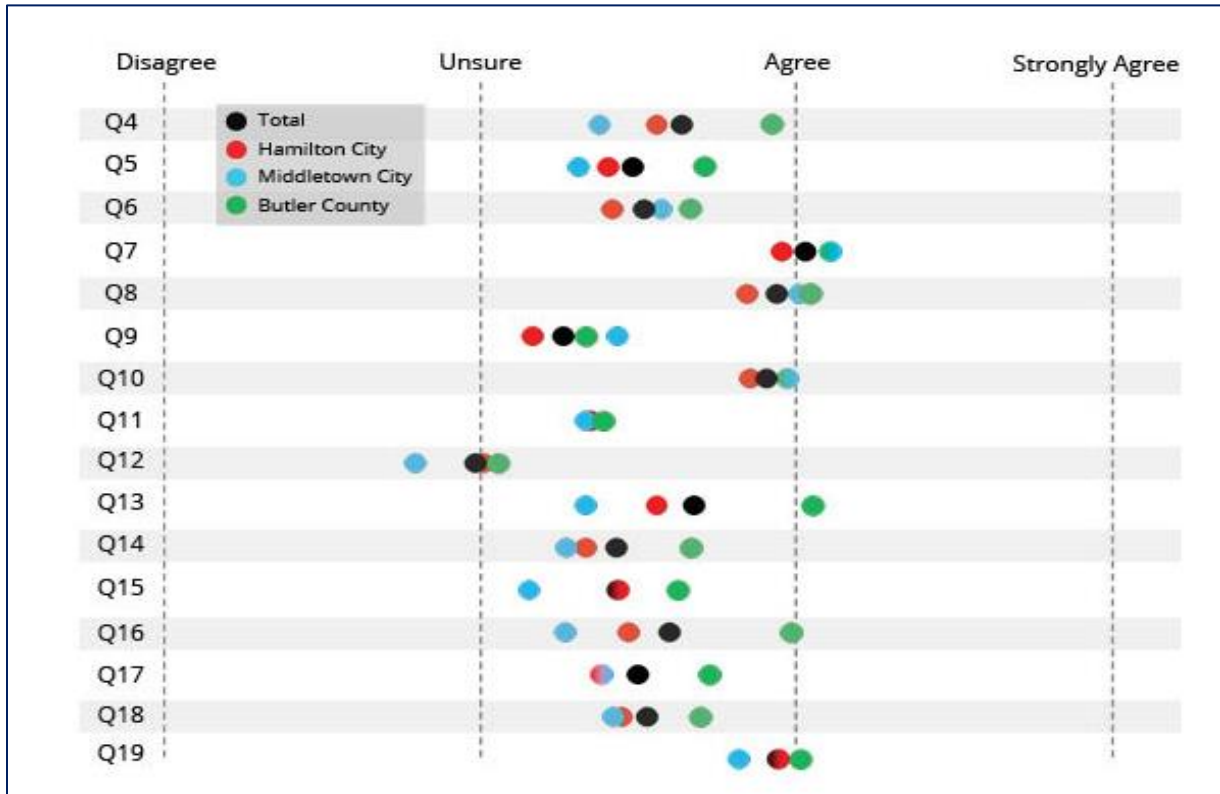 Disagree Unsure Agree Strongly Agree
Q4
Total
Hamilton City
Q5
Middletown City
Q6
Butler County
Q7
Q8
Q9
Q10
Q11
Q12
Q13
Q14
Q15
Q16
Q17
Q18
Q19